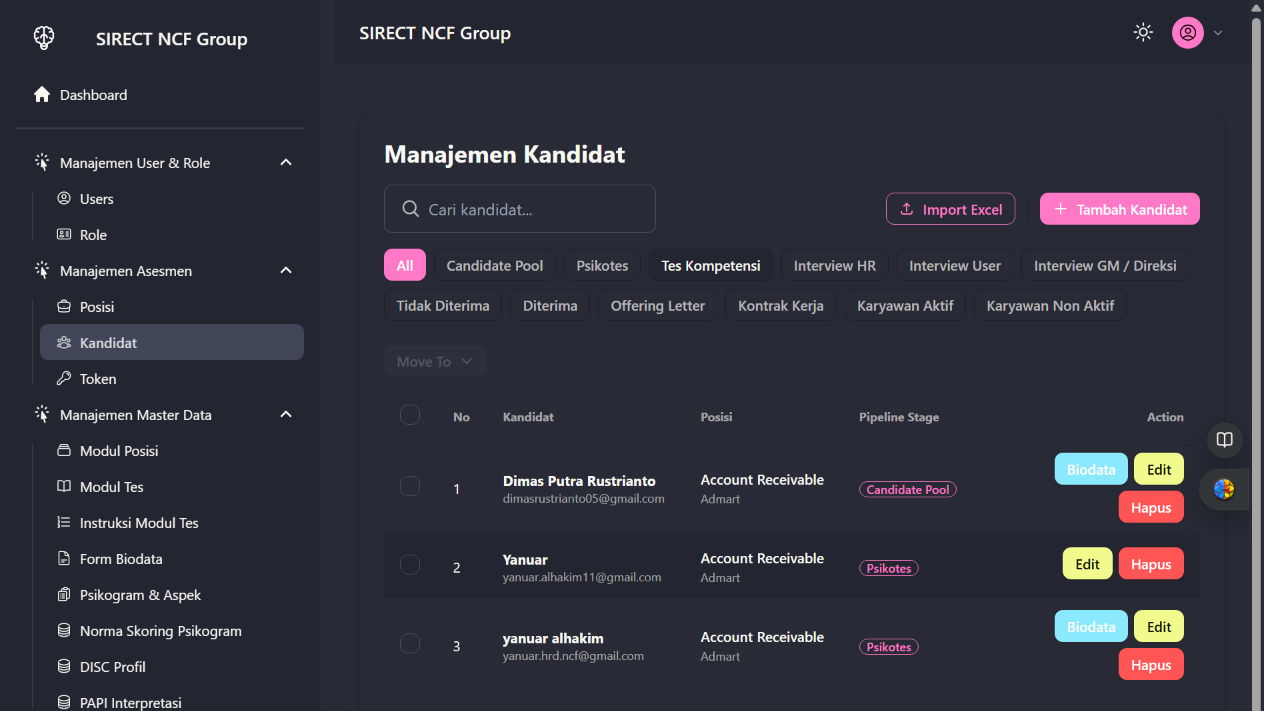 SIRECT NCF Group
SIRECT NCF Group
Dashboard
Manajemen User & Role
Users
Role
Manajemen Asesmen
Posisi
Kandidat
Token
Manajemen Master Data
Modul Posisi
Modul Tes
Instruksi Modul Tes
Form Biodata
Psikogram & Aspek
Norma Skoring Psikogram
DISC Profil
PAPI Interpretasi
Manajemen Kandidat
Cari kandidat...
Import Excel
+ Tambah Kandidat
All Candidate Pool Psikotes Tes Kompetensi Interview HR Interview User Interview GM / Direksi
Tidak Diterima Diterima Offering Letter Kontrak Kerja Karyawan Aktif Karyawan Non Aktif
Move To
No Kandidat Posisi Pipeline Stage Action
1 Dimas Putra Rustrianto Account Receivable Candidate Pool Biodata Edit
dimasrustrianto05@gmail.com Admart Hapus
2 Yanuar Account Receivable Psikotes Edit Hapus
yanuar.alhakim11@gmail.com Admart
3 yanuar alhakim Account Receivable Psikotes Biodata Edit
yanuar.hrd.ncf@gmail.com Admart Hapus